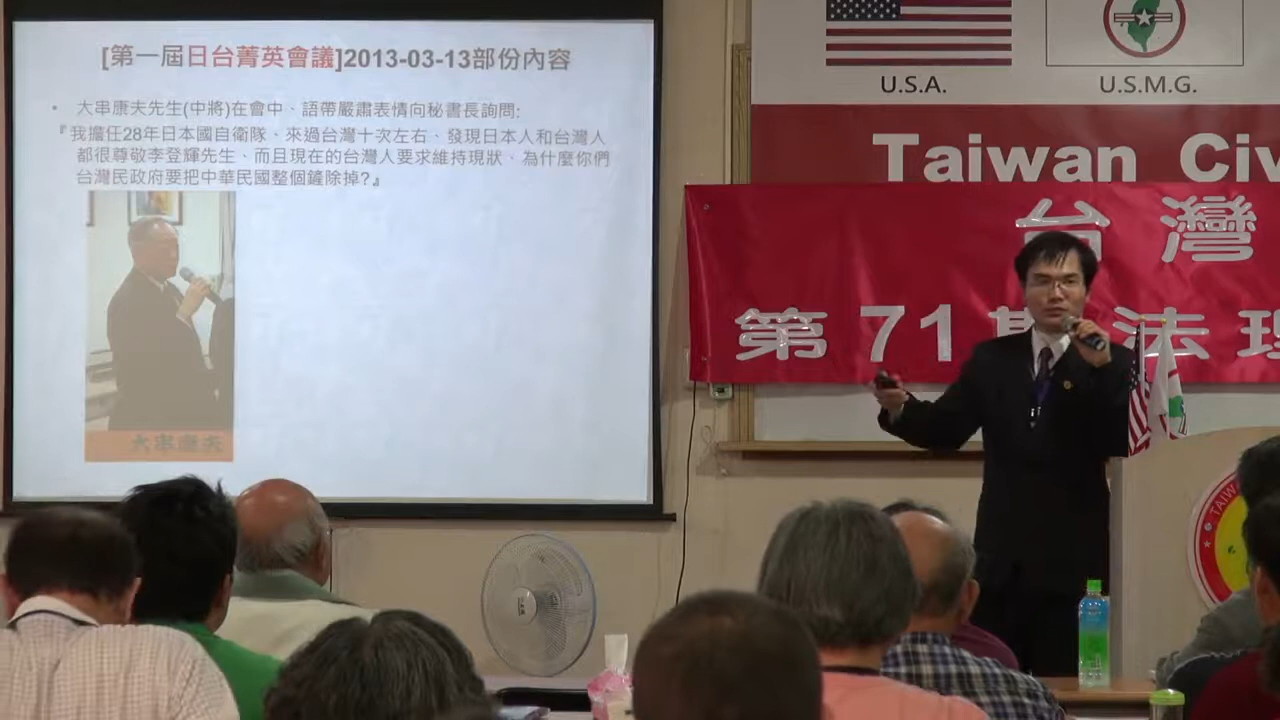 [第一屆日台菁英會議]2013-03-13部份內容
• 大串康夫先生(中將)在會中、語帶嚴肅表情向秘書長詢問:
『我擔任28年日本國自衛隊、來過台灣十次左右、發現日本人和台灣人
都很尊敬李登輝先生、而且現在的台灣人要求維持現狀、為什麼你們
台灣民政府要把中華民國整個鏟除掉?』
大串康夫
U.S.A.
U.S.M.G.
Taiwan Civ
台灣
第71期法理
TAIWA